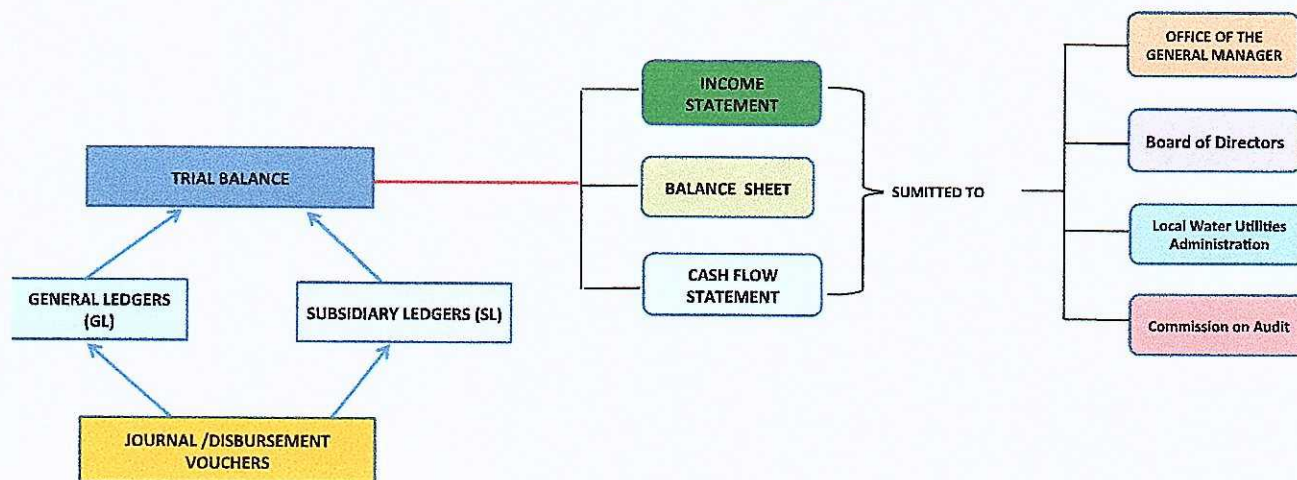 TRIAL BALANCE
GENERAL LEDGERS
(GL)
SUBSIDIARY LEDGERS (SL)
JOURNAL /DISBURSEMENT
VOUCHERS
INCOME
STATEMENT
BALANCE SHEET
CASH FLOW
STATEMENT
SUMITTED TO
OFFICE OF THE
GENERAL MANAGER
Board of Directors
Local Water Utilities
Administration
Commission on Audit